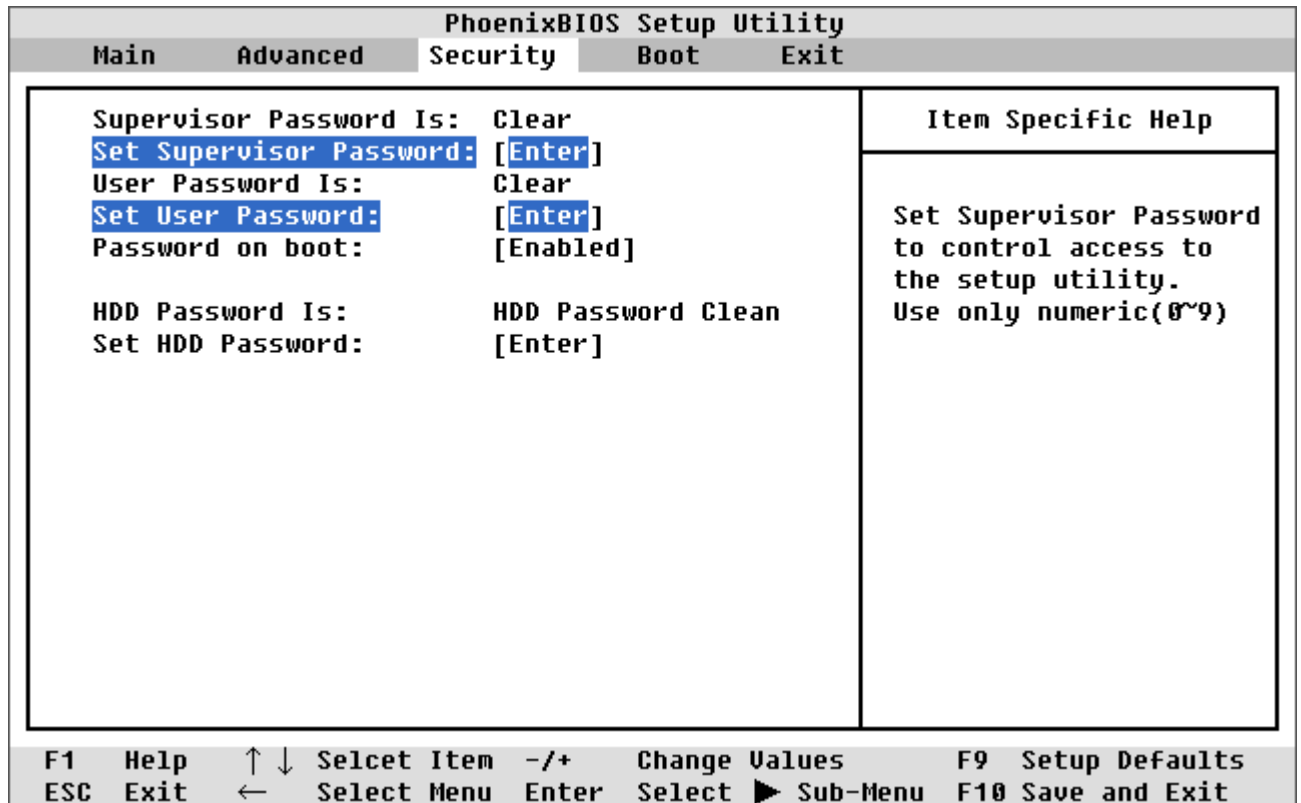 PhoenixBIOS Setup Utility
Main Advanced Security Boot Exit
Supervisor Password Is: Clear
Set Supervisor Password: [Enter]
User Password Is: Clear
Set User Password: [Enter]
Password on boot: [Enabled]
HDD Password Is: HDD Password Clean
Set HDD Password: [Enter]
Item Specific Help
Set Supervisor Password
to control access to
the setup utility.
Use only numeric(0~9)
F1 Help ↑↓ Selcet Item -/+ Change Values F9 Setup Defaults
ESC Exit ← Select Menu Enter Select ▶ Sub-Menu F10 Save and Exit